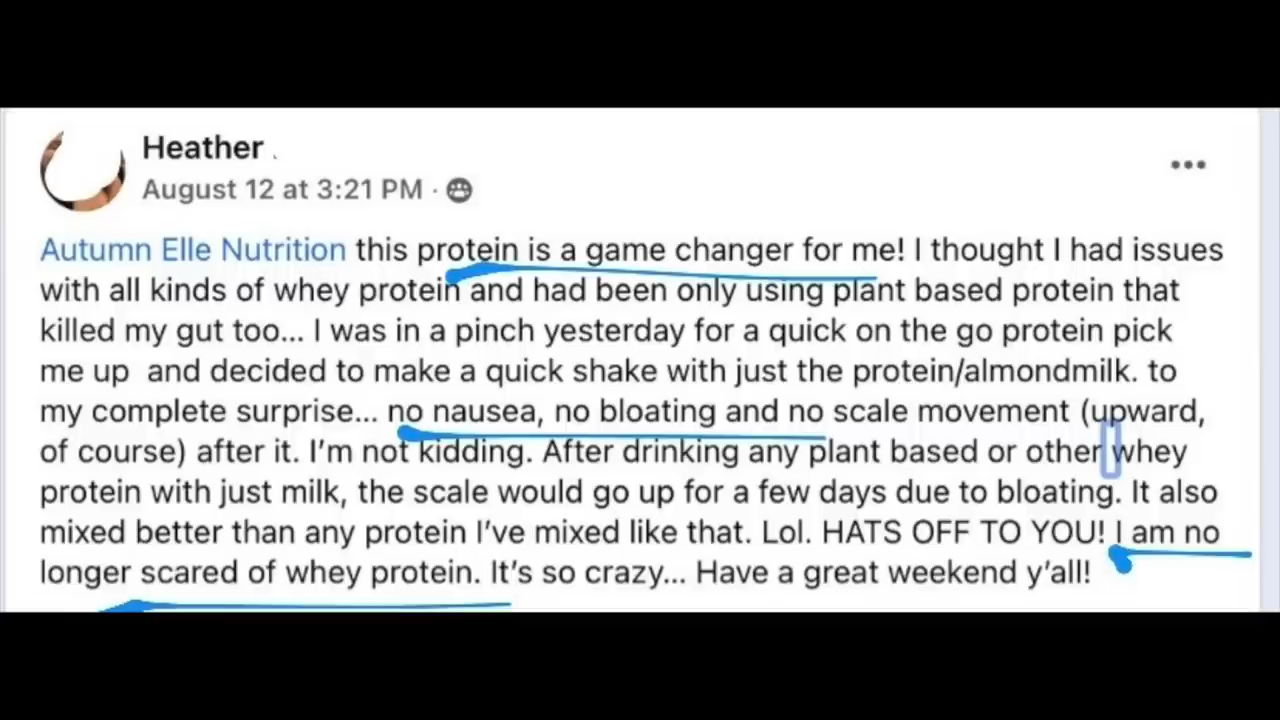 Heather
August 12 at 3:21 PM ·
Autumn Elle Nutrition this protein is a game changer for me! I thought I had issues
with all kinds of whey protein and had been only using plant based protein that
killed my gut too... I was in a pinch yesterday for a quick on the go protein pick
me up  and decided to make a quick shake with just the protein/almondmilk. to
my complete surprise... no nausea, no bloating and no scale movement (upward,
of course) after it. I'm not kidding. After drinking any plant based or other whey
protein with just milk, the scale would go up for a few days due to bloating. It also
mixed better than any protein I've mixed like that. Lol. HATS OFF TO YOU! I am no
longer scared of whey protein. It's so crazy... Have a great weekend y'all!